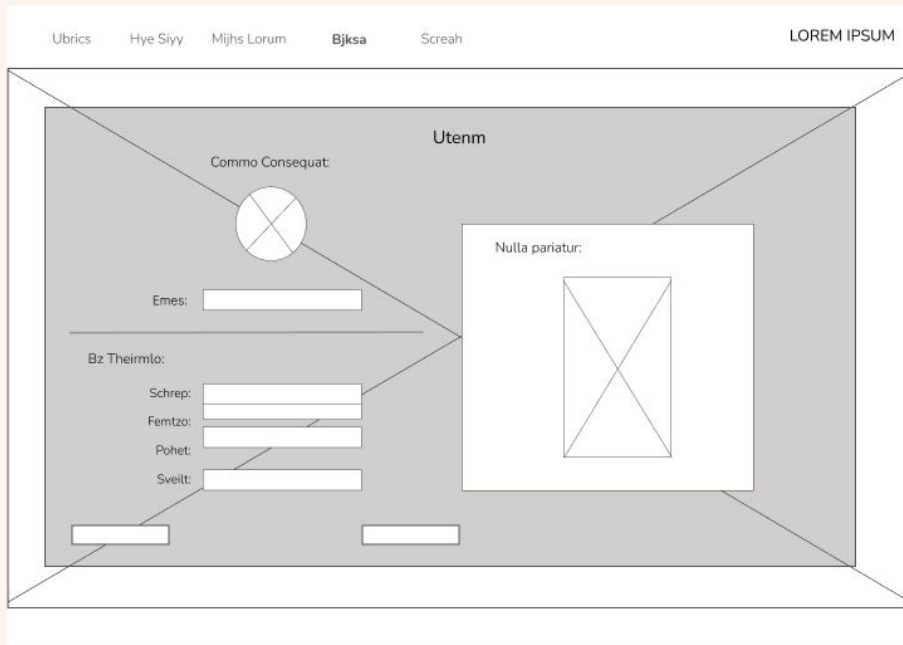 Ubrics Hye Siyy Mijhs Lorum Bjksa Screah LOREM IPSUM
Utenm
Commo Consequat:
Nulla pariatur:
Emes:
Bz Theirmlo:
Schrep:
Femtzo:
Pohet:
Sveilt: